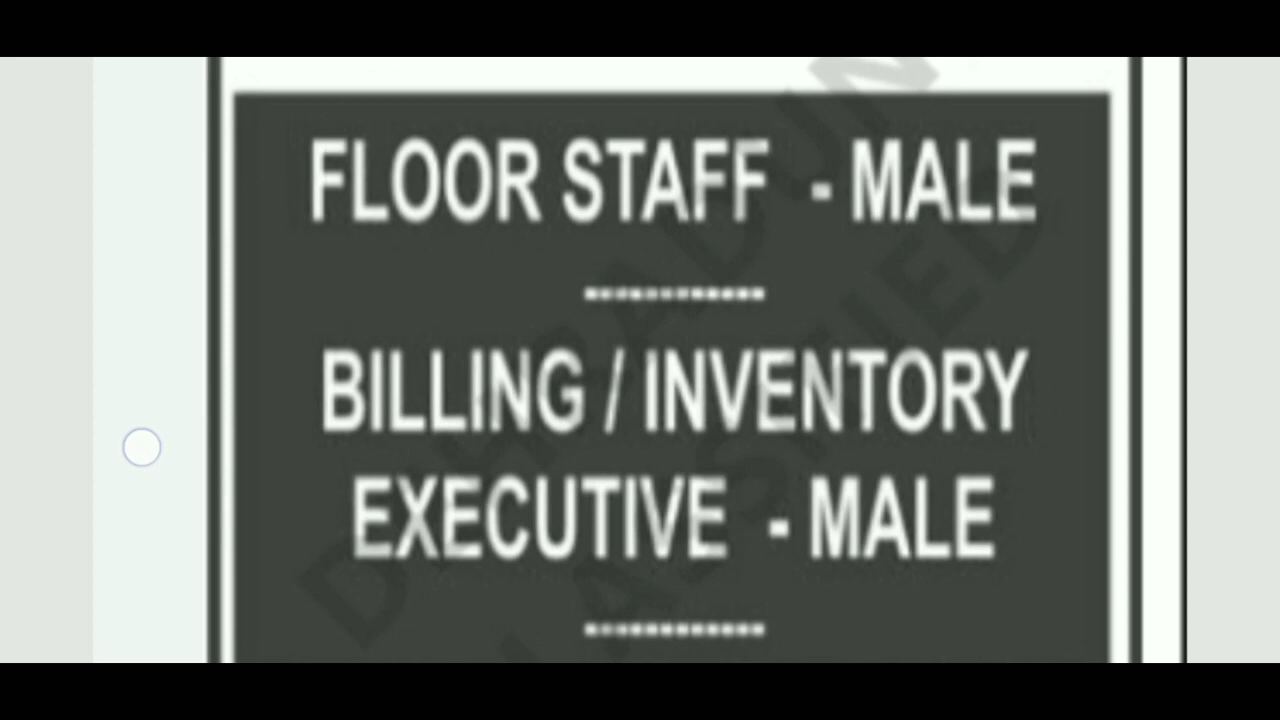 FLOOR STAFF - MALE
------------
BILLING / INVENTORY
EXECUTIVE - MALE
------------